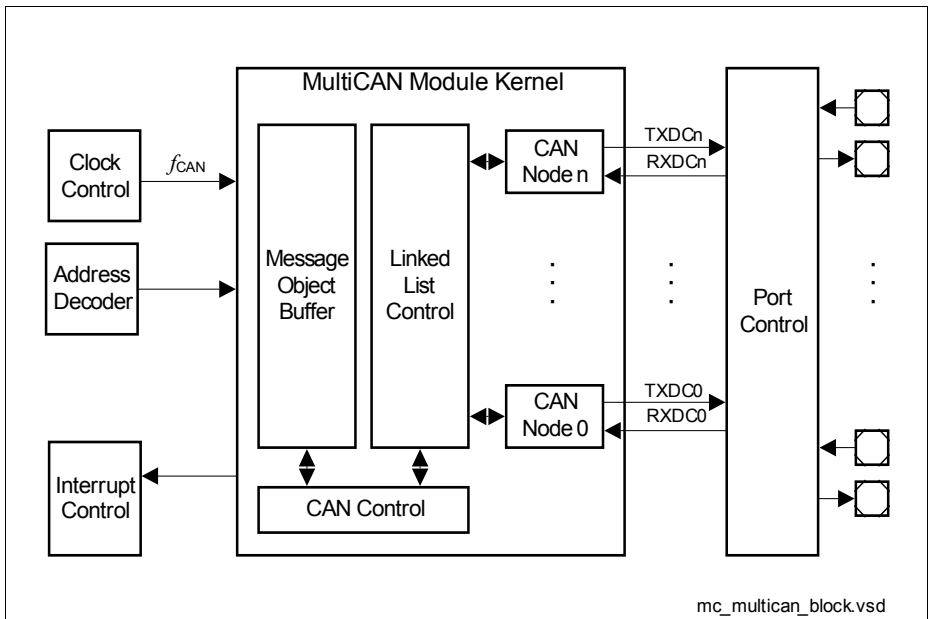 MultiCAN Module Kernel
Clock
Control
fCAN
Address
Decoder
Interrupt
Control
Message
Object
Buffer
Linked
List
Control
CAN Control
CAN
Node n
CAN
Node 0
TXDCn
RXDCn
TXDC0
RXDC0
Port
Control
mc_multican_block.vsd